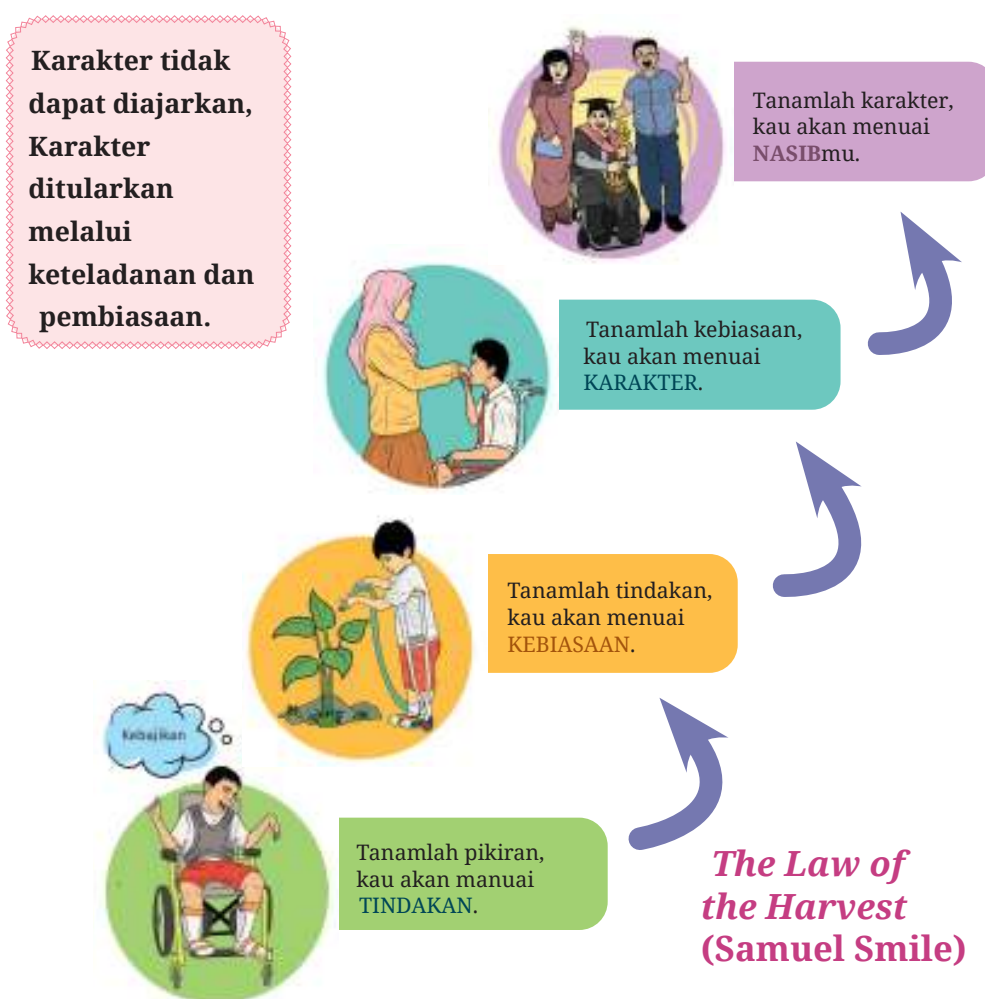 Karakter tidak
dapat diajarkan,
Karakter
ditularkan
melalui
keteladanan dan
pembiasaan.
Tanamlah karakter,
kau akan menuai
NASIBmu.
Tanamlah kebiasaan,
kau akan menuai
KARAKTER.
Tanamlah tindakan,
kau akan menuai
KEBIASAAN.
Kebajikan
Tanamlah pikiran,
kau akan manuai
TINDAKAN.
The Law of
the Harvest
(Samuel Smile)